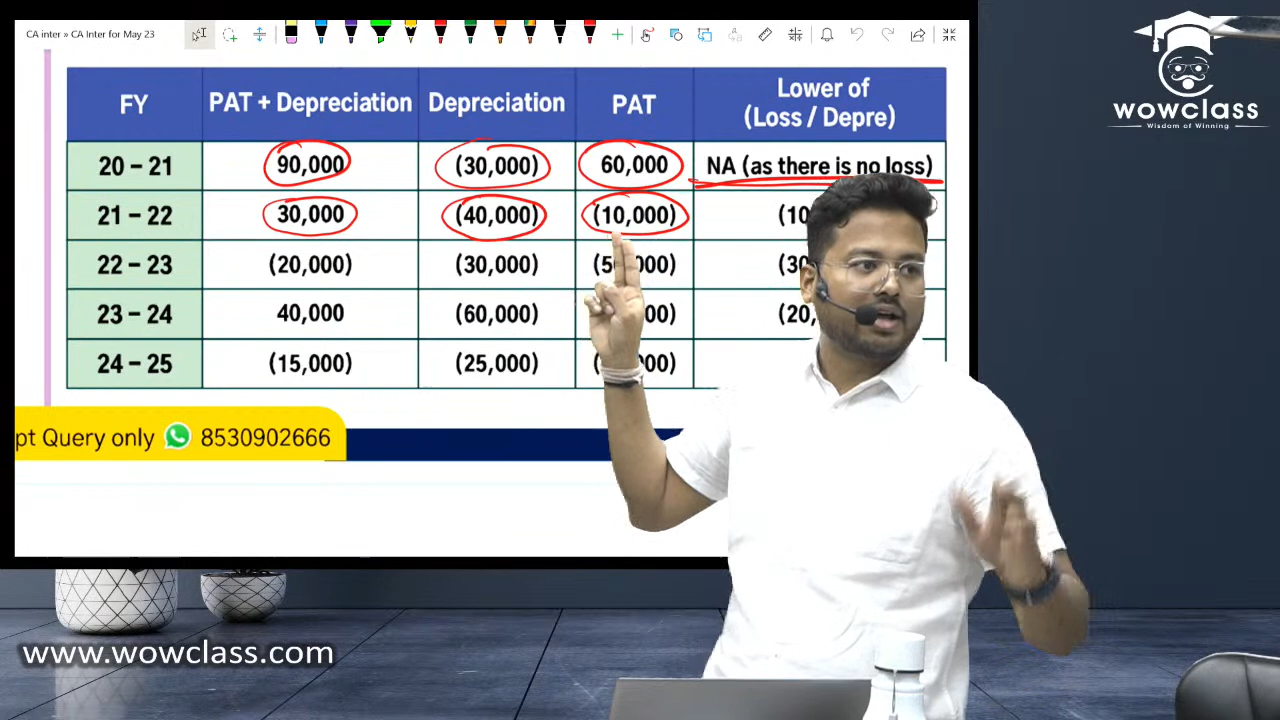 CA inter » CA Inter for May 23
wowclass
Wisdom of Winning
FY PAT + Depreciation Depreciation PAT Lower of
(Loss / Depre)
20 – 21 90,000 (30,000) 60,000 NA (as there is no loss)
21 – 22 30,000 (40,000) (10,000) (10
22 – 23 (20,000) (30,000) (30
23 – 24 40,000 (60,000) (20,
24 – 25 (15,000) (25,000)
pt Query only 8530902666
www.wowclass.com